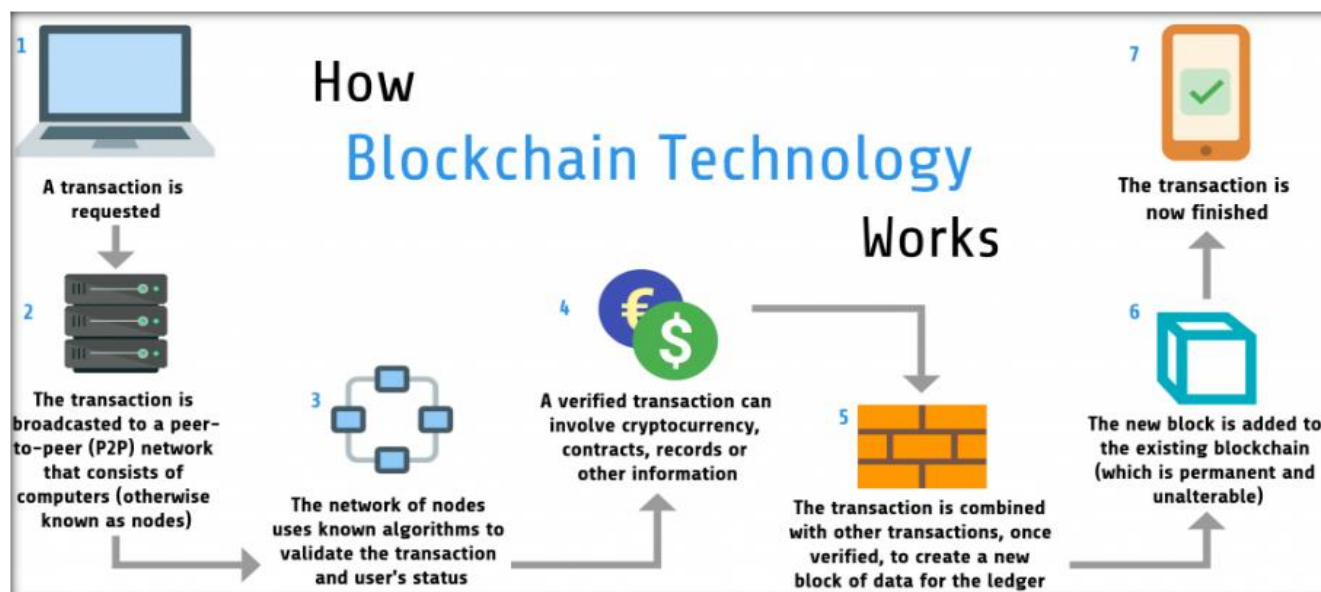 How
Blockchain Technology
Works
1
A transaction is
requested
2
The transaction is
broadcasted to a peer-
to-peer (P2P) network
that consists of
computers (otherwise
known as nodes)
3
The network of nodes
uses known algorithms to
validate the transaction
and user's status
4
€
$
A verified transaction can
involve cryptocurrency,
contracts, records or
other information
5
The transaction is combined
with other transactions, once
verified, to create a new
block of data for the ledger
6
The new block is added to
the existing blockchain
(which is permanent and
unalterable)
7
The transaction is
now finished